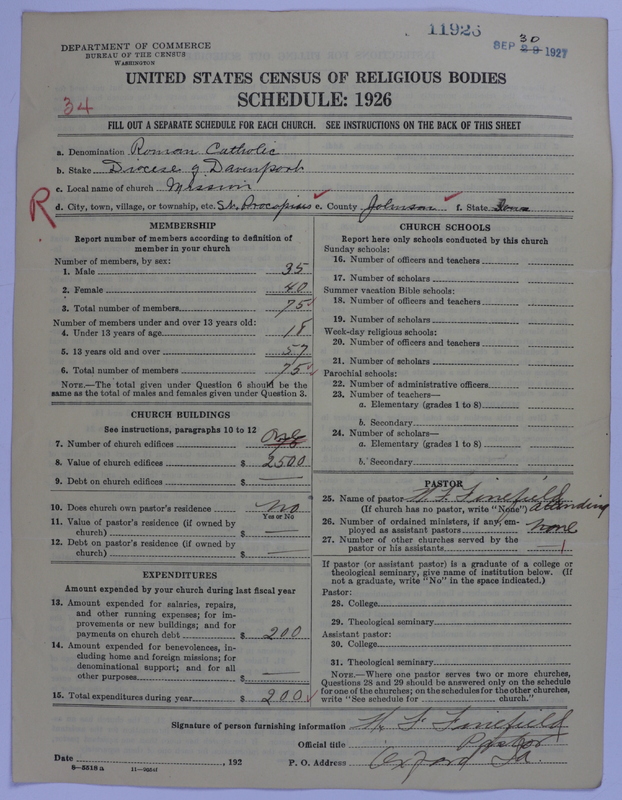 11926
SEP 29 1927
30
DEPARTMENT OF COMMERCE
BUREAU OF THE CENSUS
WASHINGTON
UNITED STATES CENSUS OF RELIGIOUS BODIES
SCHEDULE: 1926
34
FILL OUT A SEPARATE SCHEDULE FOR EACH CHURCH. SEE INSTRUCTIONS ON THE BACK OF THIS SHEET
a. Denomination Roman Catholic
b. Stake Diocese of Davenport
c. Local name of church Mission
R
d. City, town, village, or township, etc. St. Procopius e. County Johnson f. State Iowa
MEMBERSHIP
Report number of members according to definition of
member in your church
Number of members, by sex:
1. Male 35
2. Female 40
3. Total number of members 75
Number of members under and over 13 years old:
4. Under 13 years of age 18
5. 13 years old and over 57
6. Total number of members 75
NOTE.—The total given under Question 6 should be the
same as the total of males and females given under Question 3.
CHURCH BUILDINGS
See instructions, paragraphs 10 to 12
7. Number of church edifices
8. Value of church edifices $ 2500
9. Debt on church edifices $ —
10. Does church own pastor's residence No
Yes or No
11. Value of pastor's residence (if owned by
church) $ —
12. Debt on pastor's residence (if owned by
church) $ —
EXPENDITURES
Amount expended by your church during last fiscal year
13. Amount expended for salaries, repairs,
and other running expenses; for im-
provements or new building; and for
payments on church debt $ 200
14. Amount expended for benevolences, in-
cluding home and foreign missions; for
denominational support; and for all
other purposes $ —
15. Total expenditures during year $ 200
CHURCH SCHOOLS
Report here only schools conducted by this church
Sunday schools:
16. Number of officers and teachers
17. Number of scholars
Summer vacation Bible schools:
18. Number of officers and teachers
19. Number of scholars
Week-day religious schools:
20. Number of officers and teachers
21. Number of scholars
Parochial schools:
22. Number of administrative officers
23. Number of teachers—
a. Elementary (grades 1 to 8)
b. Secondary
24. Number of scholars—
a. Elementary (grades 1 to 8)
b. Secondary
PASTOR
25. Name of pastor W. F. Finefield
(If church has no pastor, write "None") attending
26. Number of ordained ministers, if any, em-
ployed as assistant pastors none
27. Number of other churches served by the
pastor or his assistants 1
If pastor (or assistant pastor) is a graduate of a college or
theological seminary, give name of institution below. (If
not a graduate, write "No" in the space indicated.)
Pastor:
28. College
29. Theological seminary
Assistant pastor:
30. College
31. Theological seminary
NOTE.—Where one pastor serves two or more churches,
Questions 28 and 29 should be answered only on the schedule
for one of the churches; on the schedules for the other churches,
write "See schedule for church."
Signature of person furnishing information W. F. Finefield
Official title Pastor
Date , 192 P. O. Address Oxford Ia.
8—5518 a